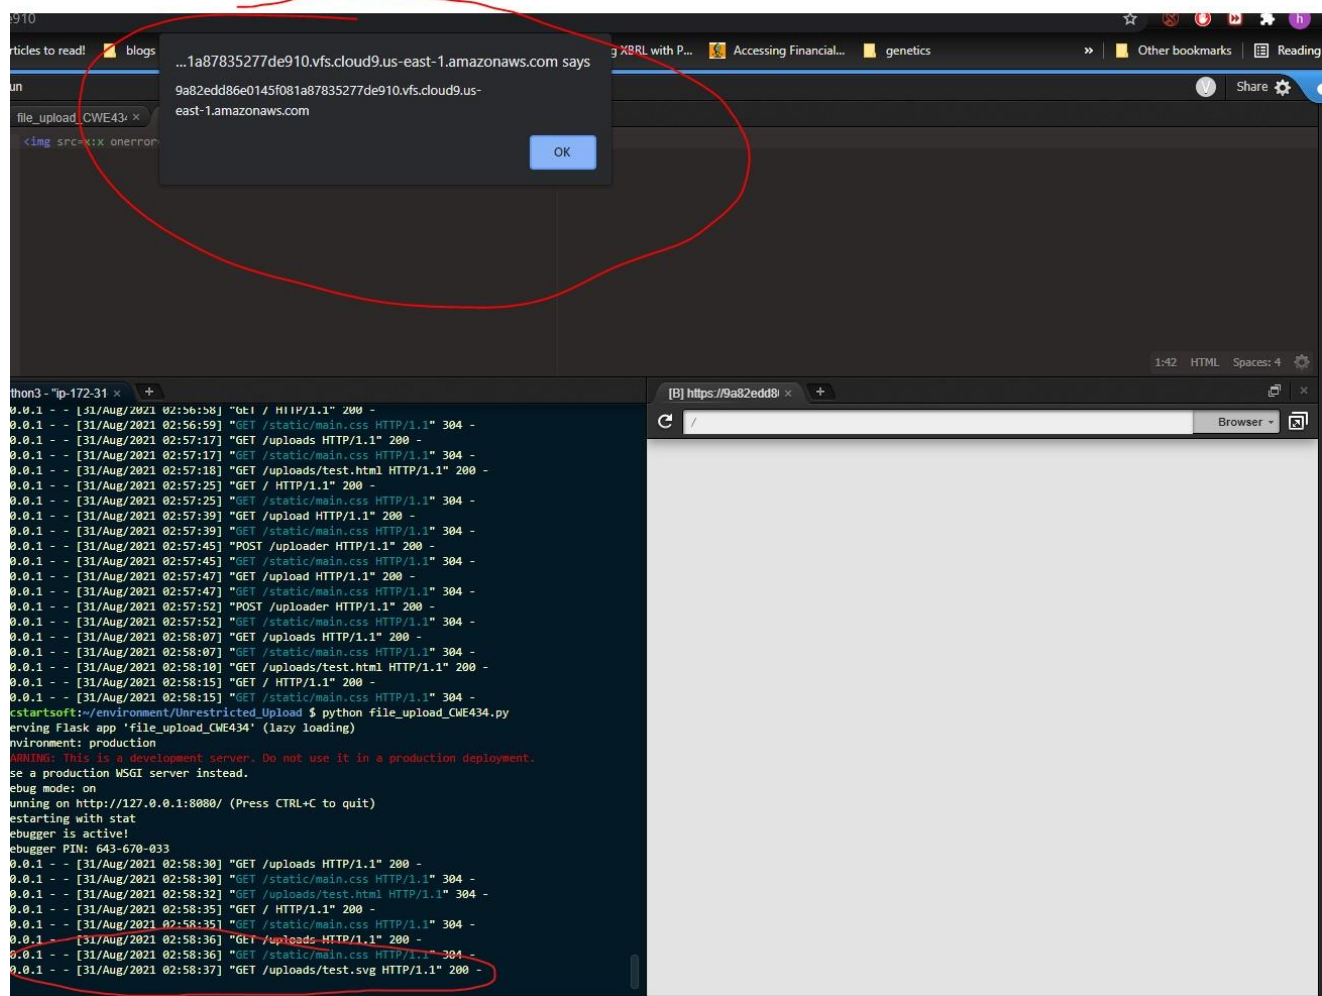 e910
rticles to read! blogs g XBRL with P... Accessing Financial... genetics » Other bookmarks Reading
...1a87835277de910.vfs.cloud9.us-east-1.amazonaws.com says
9a82edd86e0145f081a87835277de910.vfs.cloud9.us-
east-1.amazonaws.com
OK
un
V Share
file_upload_CWE434 ×
<img src=x:x onerror=
1:42 HTML Spaces: 4
thon3 - "ip-172-31 × +
0.0.1 - - [31/Aug/2021 02:56:58] "GET / HTTP/1.1" 200 -
0.0.1 - - [31/Aug/2021 02:56:59] "GET /static/main.css HTTP/1.1" 304 -
0.0.1 - - [31/Aug/2021 02:57:17] "GET /uploads HTTP/1.1" 200 -
0.0.1 - - [31/Aug/2021 02:57:17] "GET /static/main.css HTTP/1.1" 304 -
0.0.1 - - [31/Aug/2021 02:57:18] "GET /uploads/test.html HTTP/1.1" 200 -
0.0.1 - - [31/Aug/2021 02:57:25] "GET / HTTP/1.1" 200 -
0.0.1 - - [31/Aug/2021 02:57:25] "GET /static/main.css HTTP/1.1" 304 -
0.0.1 - - [31/Aug/2021 02:57:39] "GET /upload HTTP/1.1" 200 -
0.0.1 - - [31/Aug/2021 02:57:39] "GET /static/main.css HTTP/1.1" 304 -
0.0.1 - - [31/Aug/2021 02:57:45] "POST /uploader HTTP/1.1" 200 -
0.0.1 - - [31/Aug/2021 02:57:45] "GET /static/main.css HTTP/1.1" 304 -
0.0.1 - - [31/Aug/2021 02:57:47] "GET /upload HTTP/1.1" 200 -
0.0.1 - - [31/Aug/2021 02:57:47] "GET /static/main.css HTTP/1.1" 304 -
0.0.1 - - [31/Aug/2021 02:57:52] "POST /uploader HTTP/1.1" 200 -
0.0.1 - - [31/Aug/2021 02:57:52] "GET /static/main.css HTTP/1.1" 304 -
0.0.1 - - [31/Aug/2021 02:58:07] "GET /uploads HTTP/1.1" 200 -
0.0.1 - - [31/Aug/2021 02:58:07] "GET /static/main.css HTTP/1.1" 304 -
0.0.1 - - [31/Aug/2021 02:58:10] "GET /uploads/test.html HTTP/1.1" 200 -
0.0.1 - - [31/Aug/2021 02:58:15] "GET / HTTP/1.1" 200 -
0.0.1 - - [31/Aug/2021 02:58:15] "GET /static/main.css HTTP/1.1" 304 -
cstartsoft:~/environment/Unrestricted_Upload $ python file_upload_CWE434.py
erving Flask app 'file_upload_CWE434' (lazy loading)
nvironment: production
ARNING: This is a development server. Do not use it in a production deployment.
se a production WSGI server instead.
ebug mode: on
unning on http://127.0.0.1:8080/ (Press CTRL+C to quit)
estarting with stat
ebugger is active!
ebugger PIN: 643-670-033
0.0.1 - - [31/Aug/2021 02:58:30] "GET /uploads HTTP/1.1" 200 -
0.0.1 - - [31/Aug/2021 02:58:30] "GET /static/main.css HTTP/1.1" 304 -
0.0.1 - - [31/Aug/2021 02:58:32] "GET /uploads/test.html HTTP/1.1" 304 -
0.0.1 - - [31/Aug/2021 02:58:35] "GET / HTTP/1.1" 200 -
0.0.1 - - [31/Aug/2021 02:58:35] "GET /static/main.css HTTP/1.1" 304 -
0.0.1 - - [31/Aug/2021 02:58:36] "GET /uploads HTTP/1.1" 200 -
0.0.1 - - [31/Aug/2021 02:58:36] "GET /static/main.css HTTP/1.1" 304 -
0.0.1 - - [31/Aug/2021 02:58:37] "GET /uploads/test.svg HTTP/1.1" 200 -
[B] https://9a82edd8 × +
/ Browser